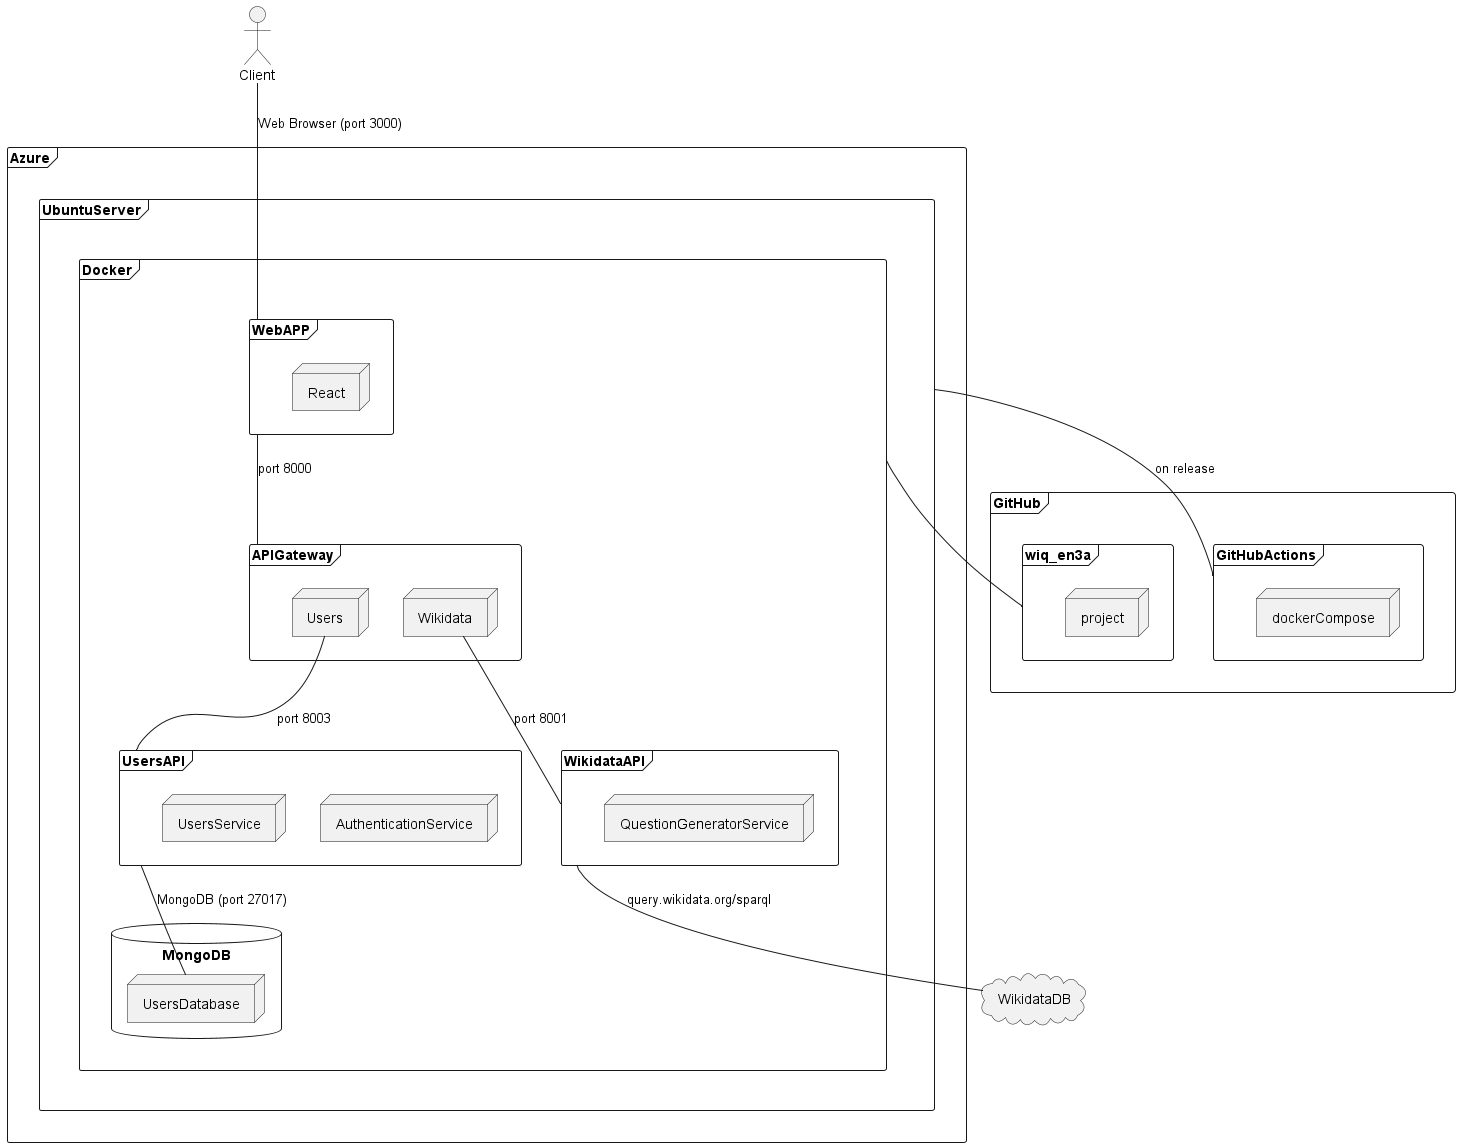 Client
Web Browser (port 3000)
Azure
UbuntuServer
Docker
WebAPP
React
port 8000
on release
GitHub
APIGateway
Users
Wikidata
wiq_en3a
project
GitHubActions
dockerCompose
port 8003
port 8001
UsersAPI
UsersService
AuthenticationService
WikidataAPI
QuestionGeneratorService
MongoDB (port 27017)
query.wikidata.org/sparql
MongoDB
UsersDatabase
WikidataDB